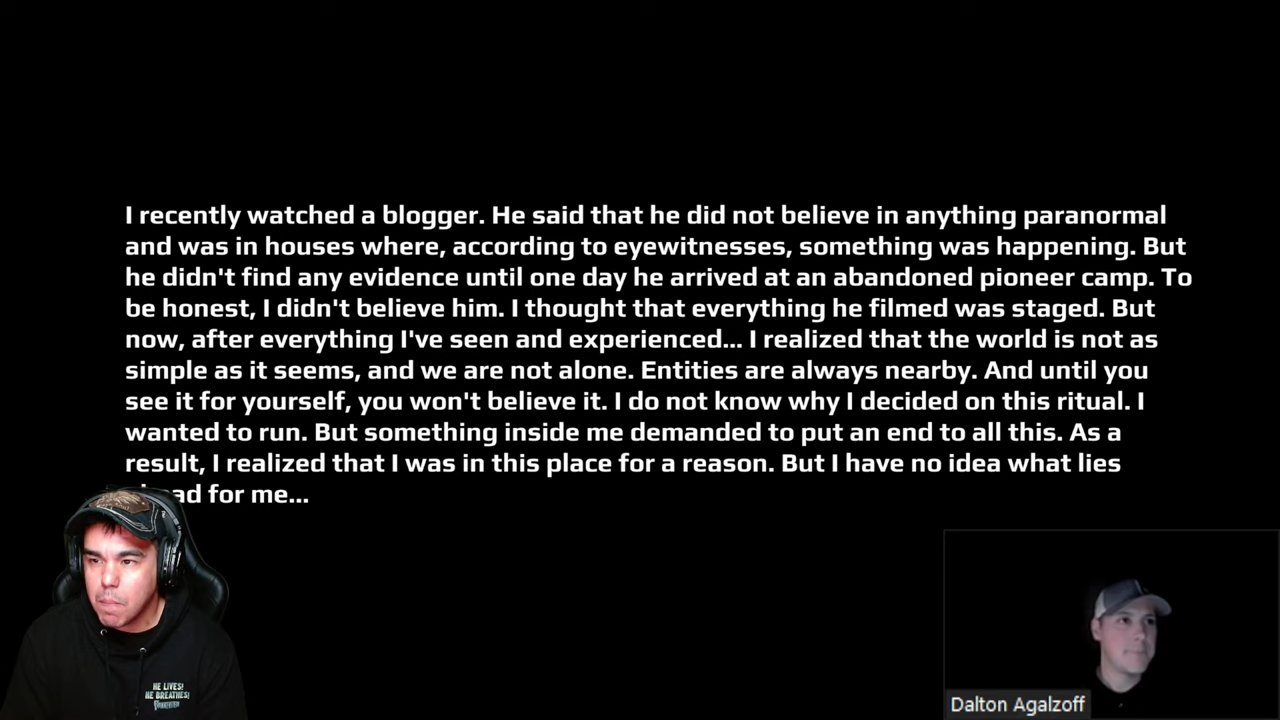 I recently watched a blogger. He said that he did not believe in anything paranormal
and was in houses where, according to eyewitnesses, something was happening. But
he didn't find any evidence until one day he arrived at an abandoned pioneer camp. To
be honest, I didn't believe him. I thought that everything he filmed was staged. But
now, after everything I've seen and experienced... I realized that the world is not as
simple as it seems, and we are not alone. Entities are always nearby. And until you
see it for yourself, you won't believe it. I do not know why I decided on this ritual. I
wanted to run. But something inside me demanded to put an end to all this. As a
result, I realized that I was in this place for a reason. But I have no idea what lies
for me...
HE LIVES!
HE BREATHES!
Dalton Agalzoff